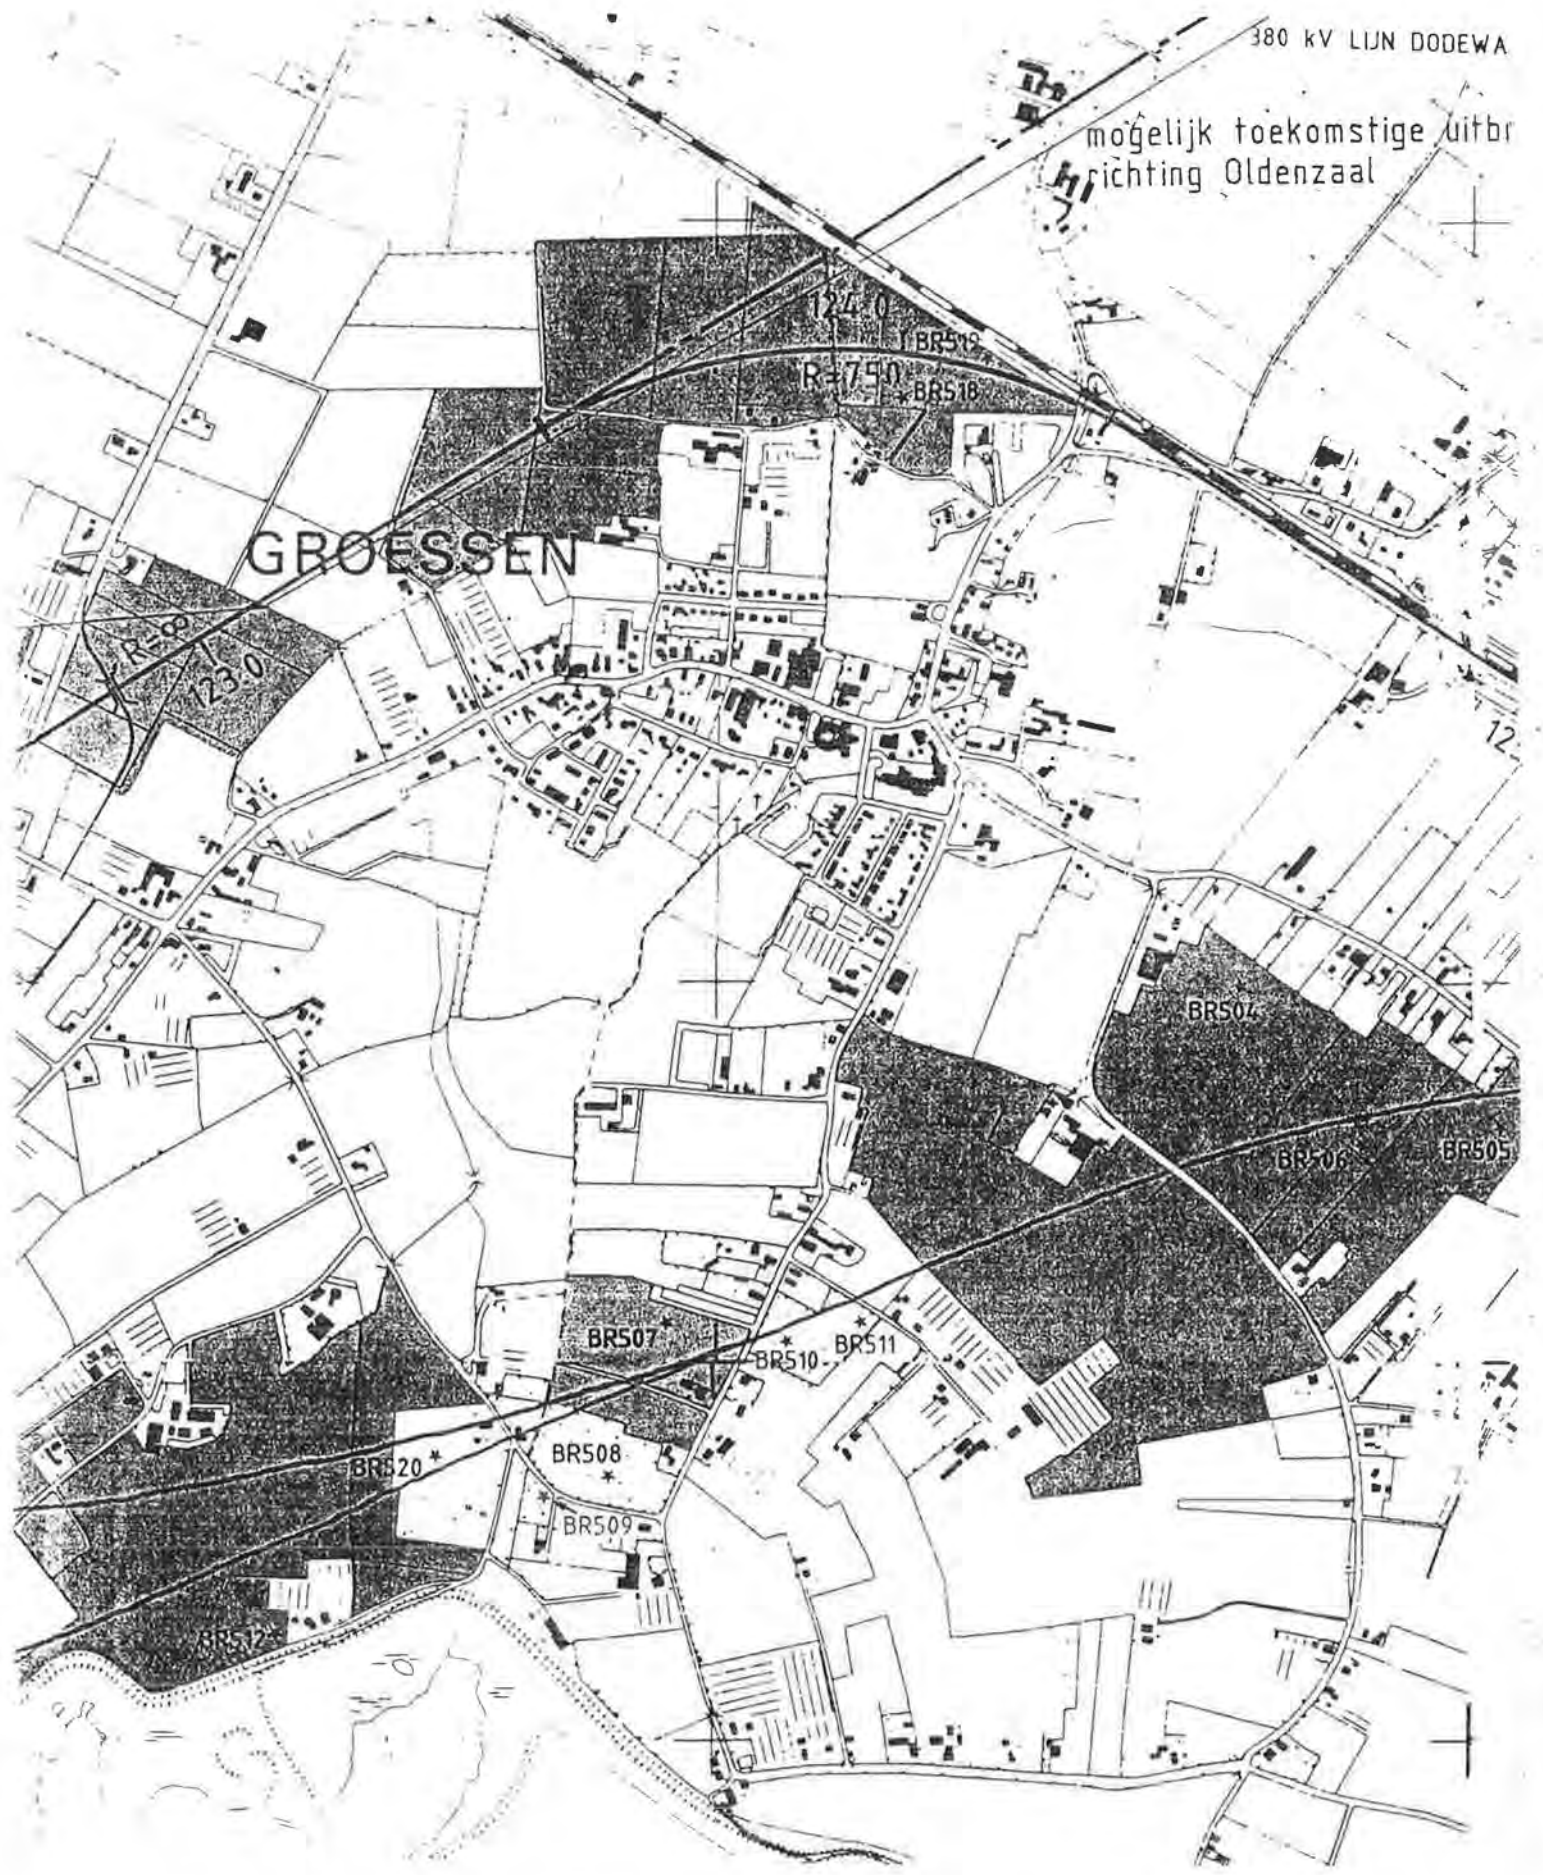 380 kV LIJN DODEWA
mogelijk toekomstige uitbr
richting Oldenzaal
124.0
BR519
R=750
BR518
GROESSEN
R=∞
123.0
12.
BR504
BR506
BR505
BR507
BR510
BR511
BR520
BR508
BR509
BR512